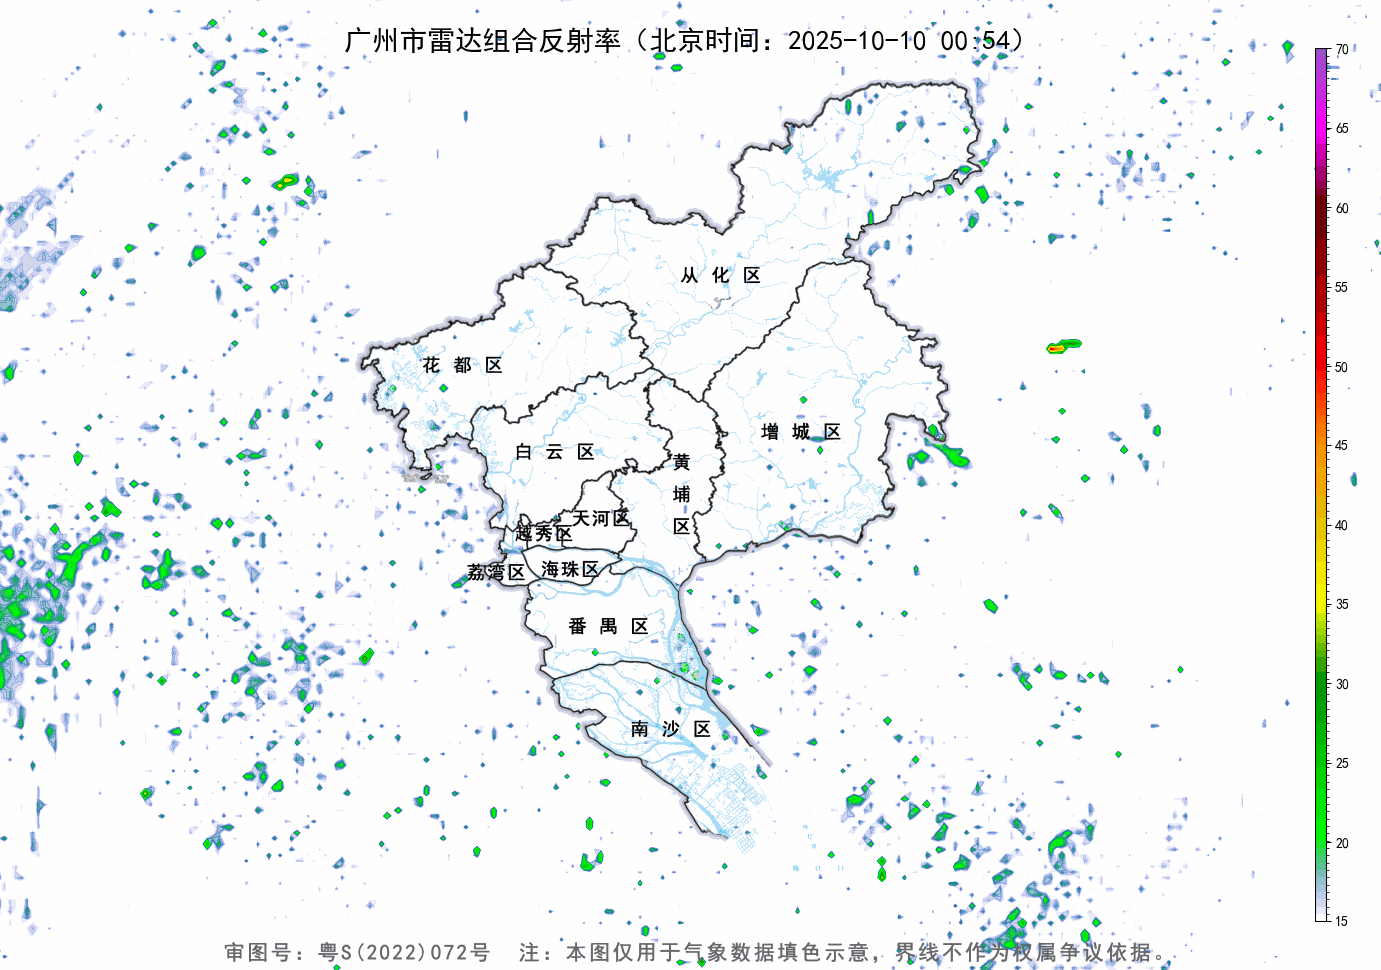 广州市雷达组合反射率（北京时间：2025-10-10 00:54）
70
65
60
55
50
45
40
35
30
25
20
15
从化区
花都区
增城区
白云区
黄埔区
天河区
越秀区
荔湾区
海珠区
番禺区
南沙区
审图号：粤S(2022)072号 注：本图仅用于气象数据填色示意，界线不作为权属争议依据。